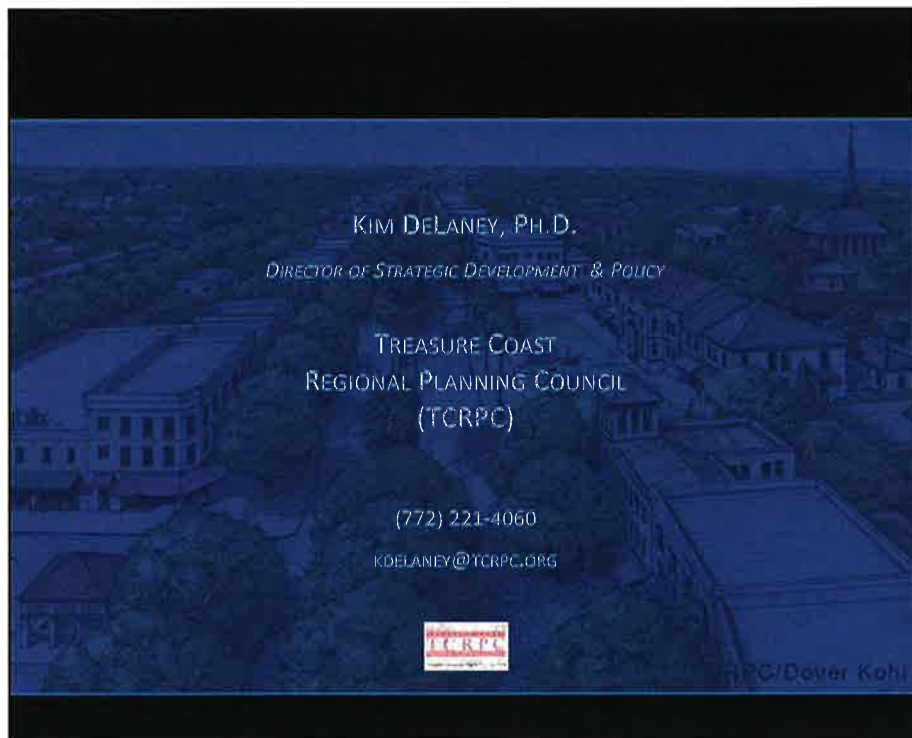 KIM DELANEY, PH.D.
DIRECTOR OF STRATEGIC DEVELOPMENT & POLICY
TREASURE COAST
REGIONAL PLANNING COUNCIL
(TCRPC)
(772) 221-4060
KDELANEY@TCRPC.ORG
TCRPC
RPC/Dover Kohl